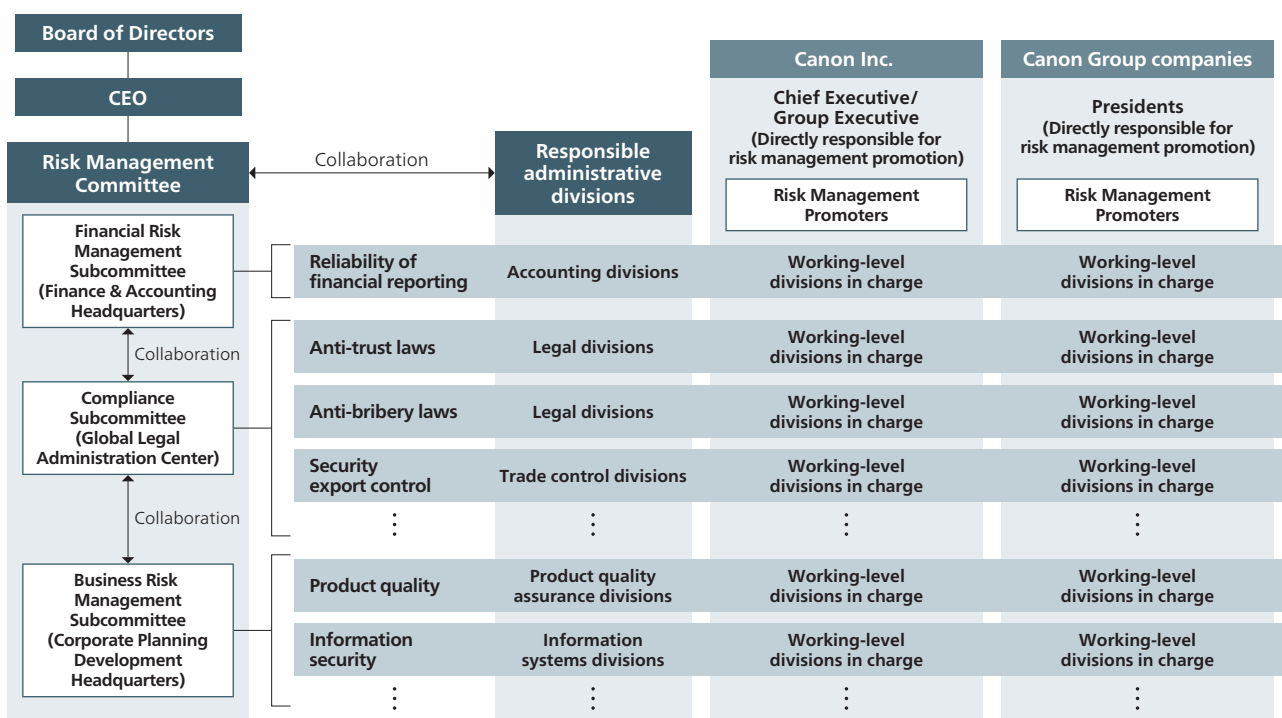 Board of Directors
CEO
Risk Management
Committee
Collaboration
Responsible
administrative
divisions
Canon Inc.
Chief Executive/
Group Executive
(Directly responsible for
risk management promotion)
Risk Management
Promoters
Canon Group companies
Presidents
(Directly responsible for
risk management promotion)
Risk Management
Promoters
Financial Risk
Management
Subcommittee
(Finance & Accounting
Headquarters)
Reliability of
financial reporting
Accounting divisions
Working-level
divisions in charge
Working-level
divisions in charge
Collaboration
Compliance
Subcommittee
(Global Legal
Administration Center)
Anti-trust laws
Legal divisions
Working-level
divisions in charge
Working-level
divisions in charge
Anti-bribery laws
Legal divisions
Working-level
divisions in charge
Working-level
divisions in charge
Security
export control
Trade control divisions
Working-level
divisions in charge
Working-level
divisions in charge
Collaboration
Business Risk
Management
Subcommittee
(Corporate Planning
Development
Headquarters)
Product quality
Product quality
assurance divisions
Working-level
divisions in charge
Working-level
divisions in charge
Information
security
Information
systems divisions
Working-level
divisions in charge
Working-level
divisions in charge